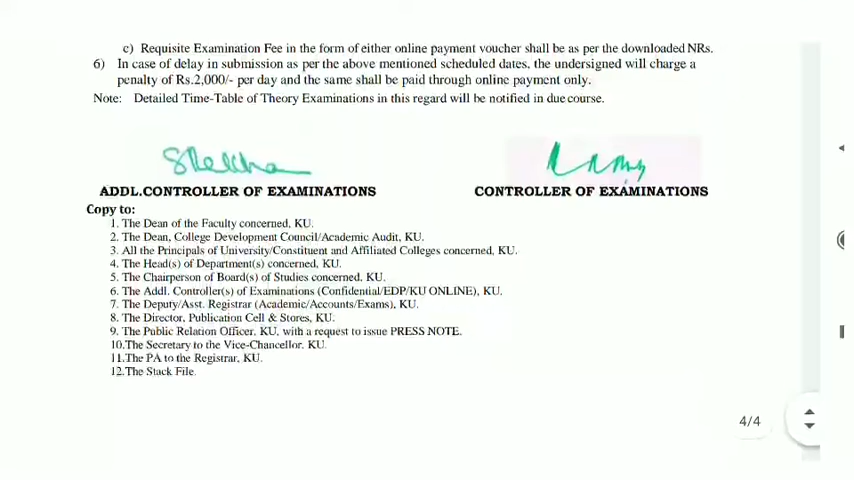 c) Requisite Examination Fee in the form of either online payment voucher shall be as per the downloaded NRs.
6) In case of delay in submission as per the above mentioned scheduled dates, the undersigned will charge a
penalty of Rs.2,000/- per day and the same shall be paid through online payment only.
Note: Detailed Time-Table of Theory Examinations in this regard will be notified in due course.
ADDL.CONTROLLER OF EXAMINATIONS
CONTROLLER OF EXAMINATIONS
Copy to:
1. The Dean of the Faculty concerned, KU.
2. The Dean, College Development Council/Academic Audit, KU.
3. All the Principals of University/Constituent and Affiliated Colleges concerned, KU.
4. The Head(s) of Department(s) concerned, KU.
5. The Chairperson of Board(s) of Studies concerned, KU.
6. The Addl. Controller(s) of Examinations (Confidential/EDP/KU ONLINE), KU.
7. The Deputy/Asst. Registrar (Academic/Accounts/Exams), KU.
8. The Director, Publication Cell & Stores, KU.
9. The Public Relation Officer, KU, with a request to issue PRESS NOTE.
10.The Secretary to the Vice-Chancellor, KU.
11.The PA to the Registrar, KU.
12.The Stock File.
4/4